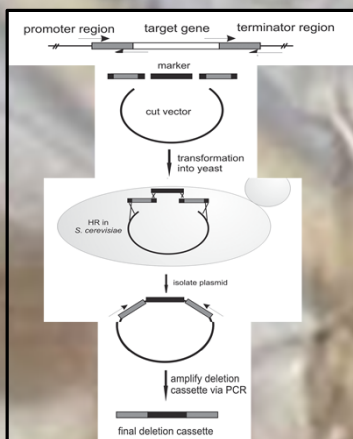 promoter region target gene terminator region
marker
cut vector
transformation
into yeast
HR in
S. cerevisiae
isolate plasmid
amplify deletion
cassette via PCR
final deletion cassette